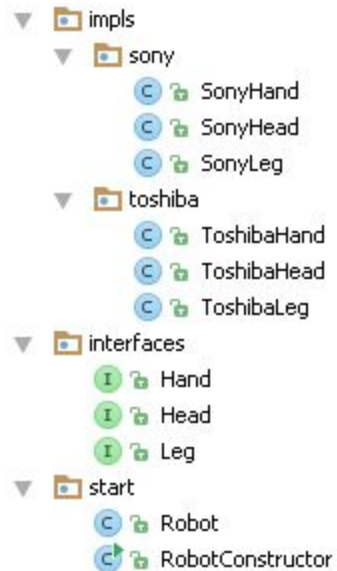 impls
sony
C SonyHand
C SonyHead
C SonyLeg
toshiba
C ToshibaHand
C ToshibaHead
C ToshibaLeg
interfaces
I Hand
I Head
I Leg
start
C Robot
C RobotConstructor